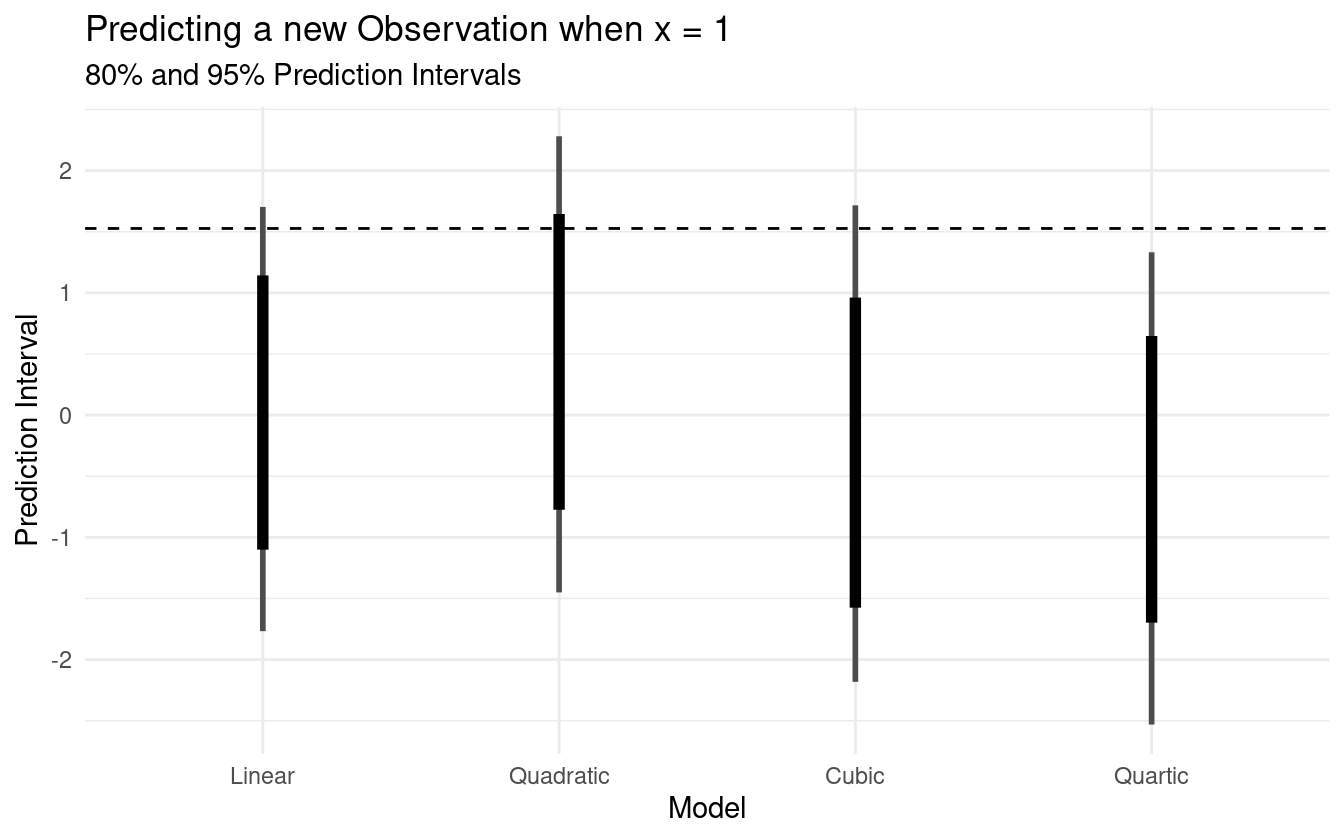 Predicting a new Observation when x = 1
80% and 95% Prediction Intervals
Prediction Interval
2
1
0
-1
-2
Linear
Quadratic
Cubic
Quartic
Model